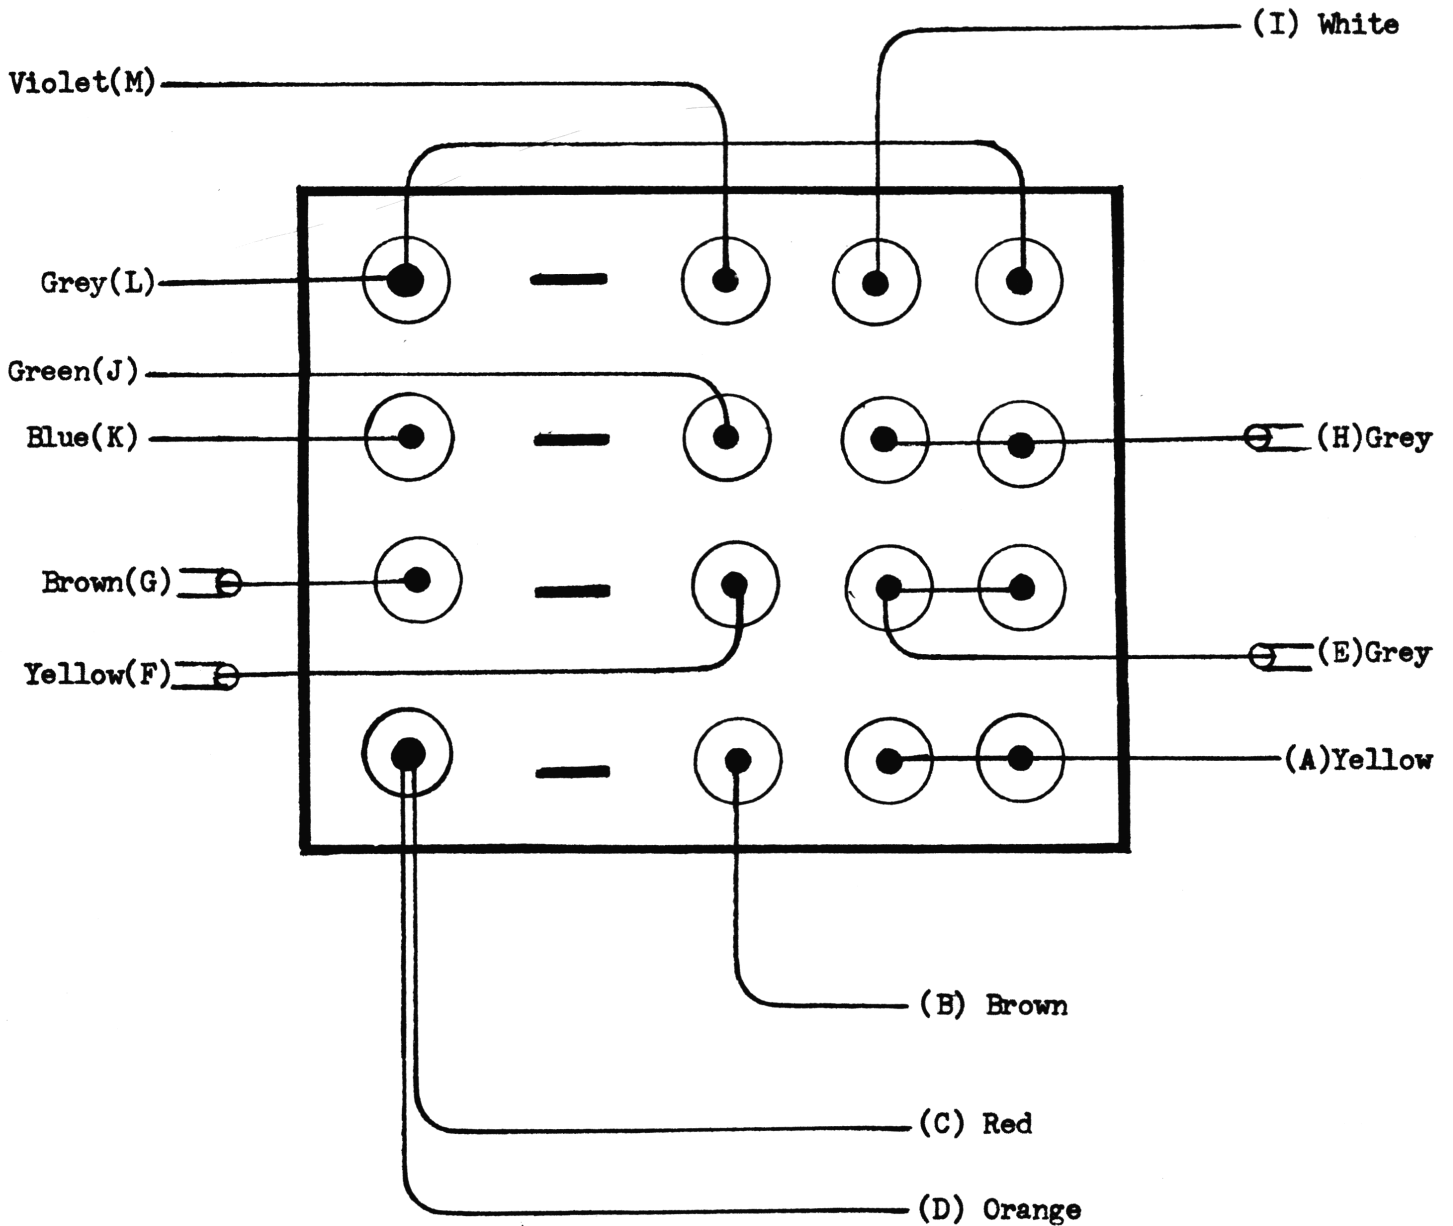 (I) White
Violet(M)
Grey(L)
Green(J)
Blue(K)
(H)Grey
Brown(G)
(E)Grey
Yellow(F)
(A)Yellow
(B) Brown
(C) Red
(D) Orange